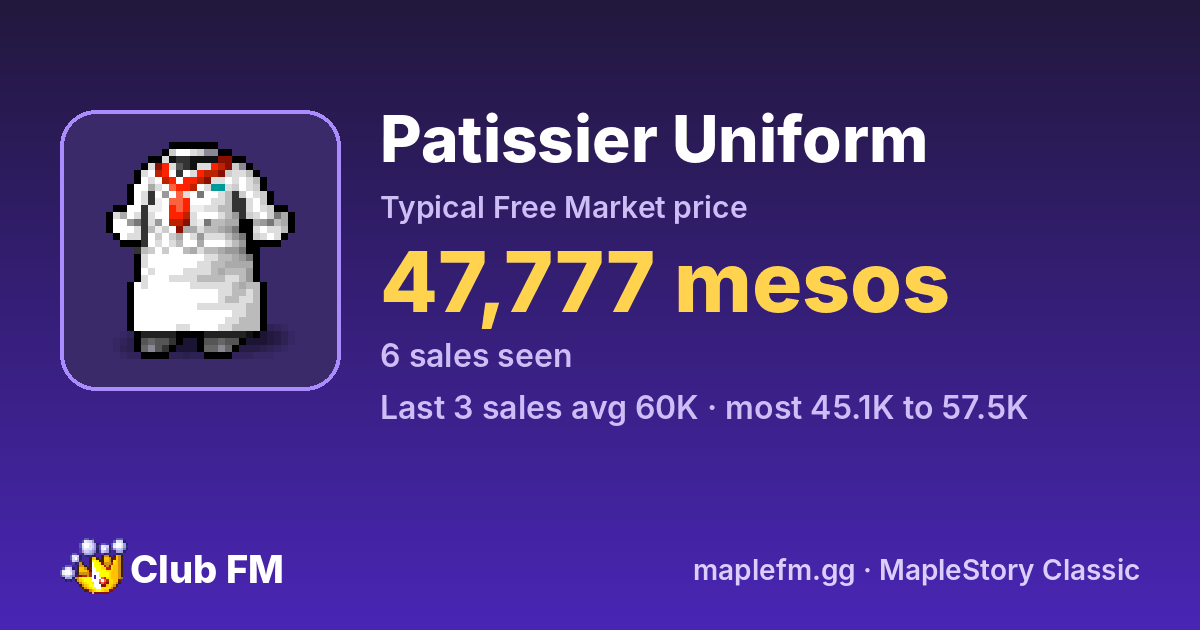 Patissier Uniform
Typical Free Market price
47,777 mesos
6 sales seen
Last 3 sales avg 60K · most 45.1K to 57.5K
Club FM
maplefm.gg · MapleStory Classic